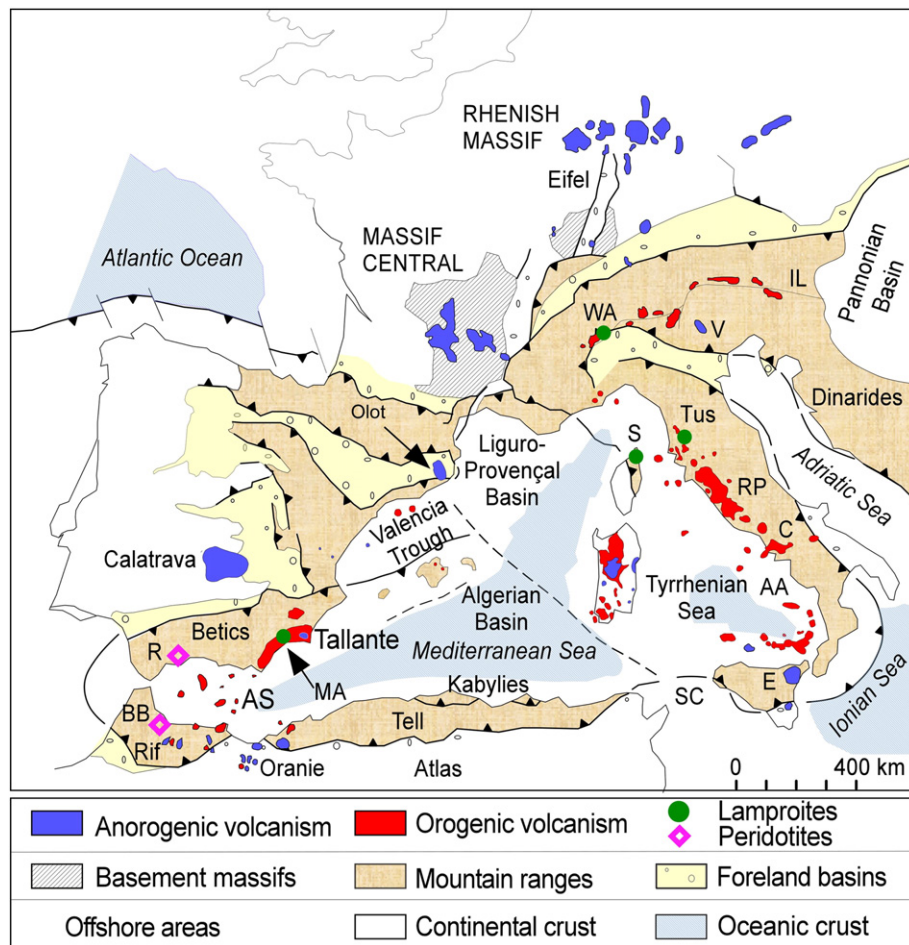 RHENISH
MASSIF
Eifel
MASSIF
CENTRAL
Atlantic Ocean
Pannonian
Basin
IL
WA
V
Dinarides
Olot
Liguro-
Provençal
Basin
S
Tus
Adriatic Sea
RP
Valencia
Trough
C
Calatrava
Tyrrhenian
Sea
AA
Algerian
Basin
Betics
Tallante
Mediterranean Sea
R
MA
Kabylies
E
Ionian Sea
AS
SC
BB
Tell
Rif
Oranie
Atlas
0 400 km
Anorogenic volcanism
Orogenic volcanism
Lamproites
Peridotites
Basement massifs
Mountain ranges
Foreland basins
Offshore areas
Continental crust
Oceanic crust